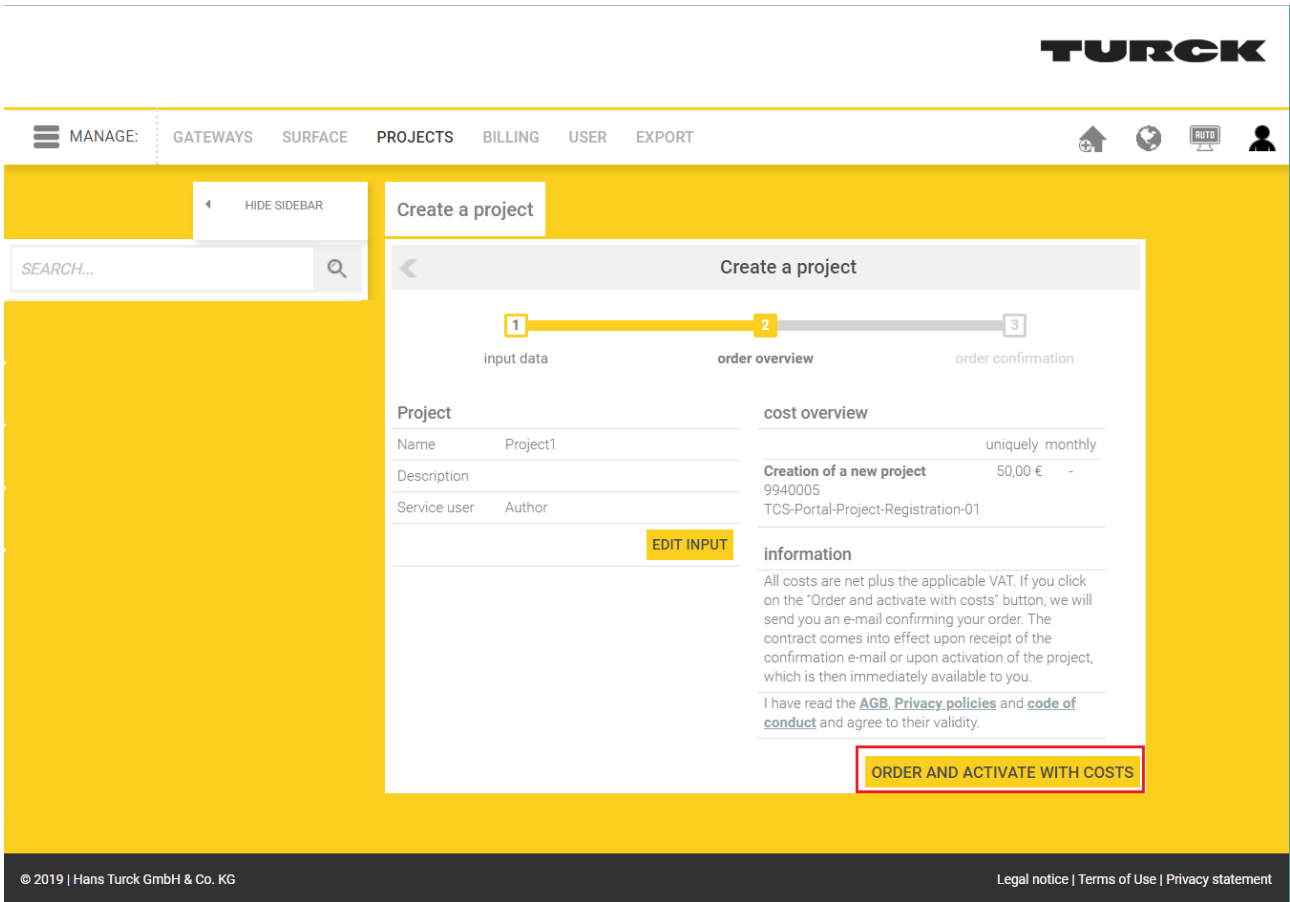 TURCK
MANAGE: GATEWAYS SURFACE PROJECTS BILLING USER EXPORT
AUTO
HIDE SIDEBAR
SEARCH...
Create a project
Create a project
1 2 3
input data order overview order confirmation
Project
Name Project1
Description
Service user Author
EDIT INPUT
cost overview
uniquely monthly
Creation of a new project 50,00 € -
9940005
TCS-Portal-Project-Registration-01
information
All costs are net plus the applicable VAT. If you click
on the "Order and activate with costs" button, we will
send you an e-mail confirming your order. The
contract comes into effect upon receipt of the
confirmation e-mail or upon activation of the project,
which is then immediately available to you.
I have read the AGB, Privacy policies and code of
conduct and agree to their validity.
ORDER AND ACTIVATE WITH COSTS
© 2019 | Hans Turck GmbH & Co. KG
Legal notice | Terms of Use | Privacy statement